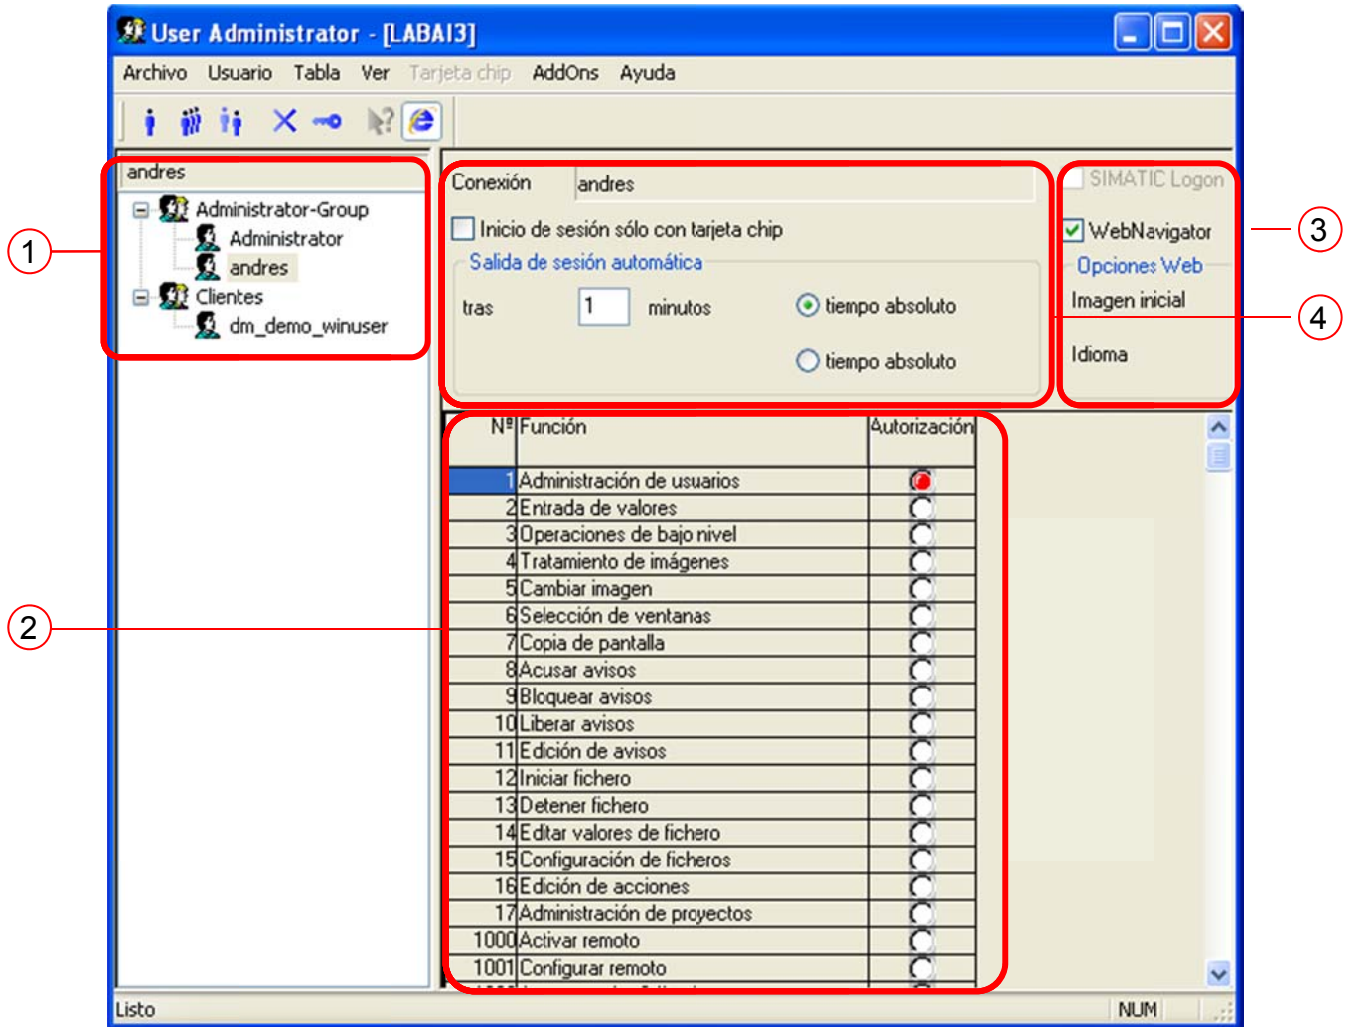 User Administrator - [LABAI3]
Archivo Usuario Tabla Ver Tarjeta chip AddOns Ayuda
andres
Administrator-Group
Administrator
andres
Clientes
dm_demo_winuser
Conexión andres
Inicio de sesión sólo con tarjeta chip
Salida de sesión automática
tras 1 minutos tiempo absoluto
tiempo absoluto
SIMATIC Logon
WebNavigator
Opciones Web
Imagen inicial
Idioma
1
2
3
4
Nº Función Autorización
1 Administración de usuarios
2 Entrada de valores
3 Operaciones de bajo nivel
4 Tratamiento de imágenes
5 Cambiar imagen
6 Selección de ventanas
7 Copia de pantalla
8 Acusar avisos
9 Bloquear avisos
10 Liberar avisos
11 Edición de avisos
12 Iniciar fichero
13 Detener fichero
14 Editar valores de fichero
15 Configuración de ficheros
16 Edición de acciones
17 Administración de proyectos
1000 Activar remoto
1001 Configurar remoto
Listo NUM